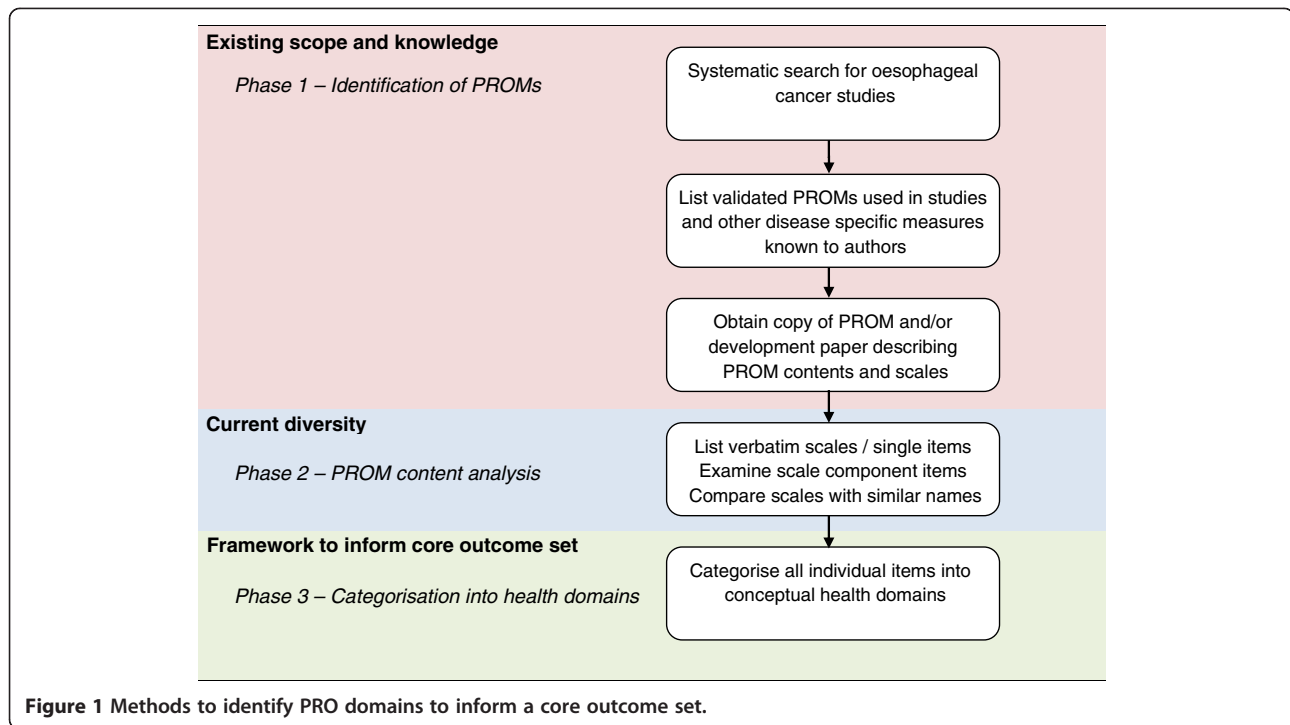 Existing scope and knowledge
Phase 1 – Identification of PROMs
Systematic search for oesophageal
cancer studies
List validated PROMs used in studies
and other disease specific measures
known to authors
Obtain copy of PROM and/or
development paper describing
PROM contents and scales
Current diversity
Phase 2 – PROM content analysis
List verbatim scales / single items
Examine scale component items
Compare scales with similar names
Framework to inform core outcome set
Phase 3 – Categorisation into health domains
Categorise all individual items into
conceptual health domains
Figure 1 Methods to identify PRO domains to inform a core outcome set.